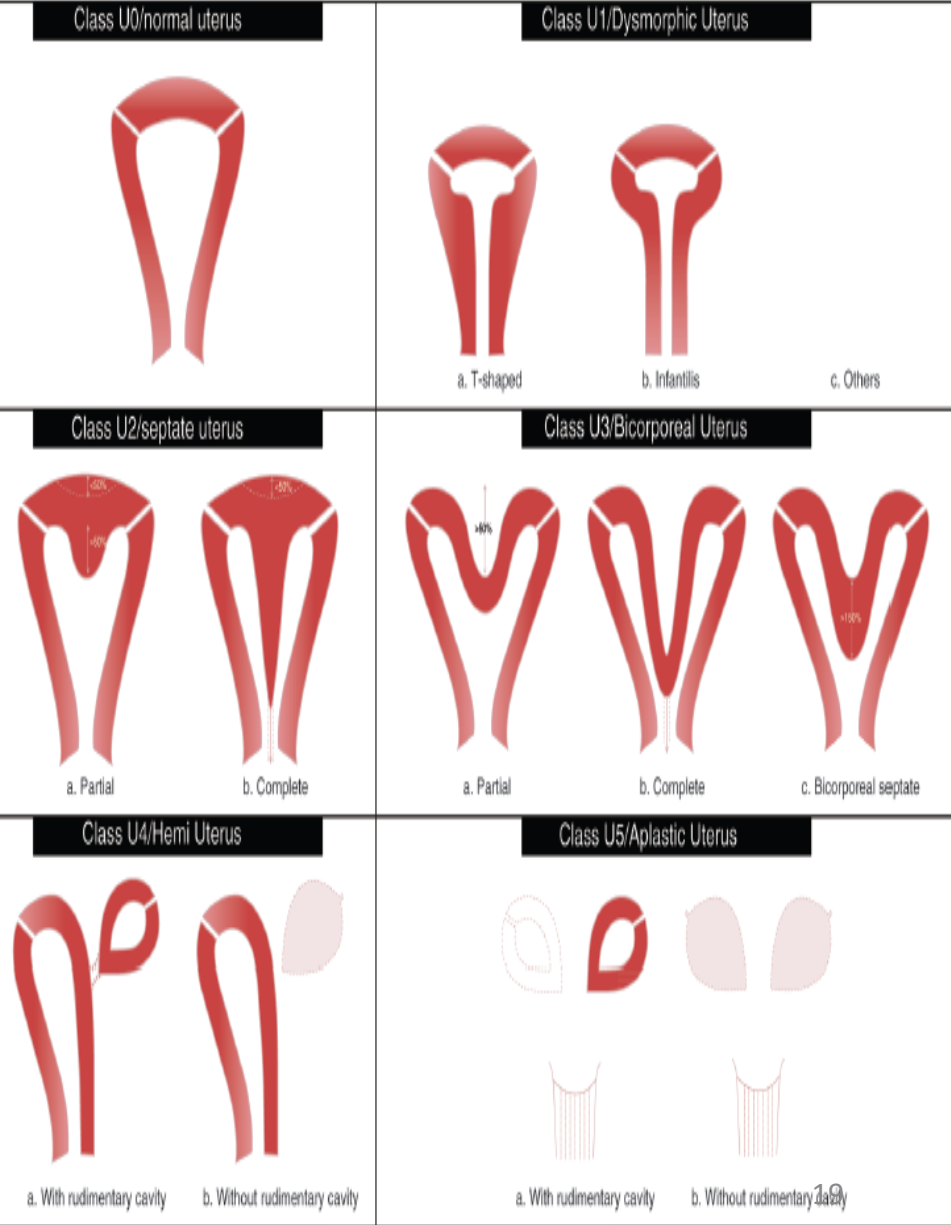 Class U0/normal uterus
Class U1/Dysmorphic Uterus
a. T-shaped
b. Infantilis
c. Others
Class U2/septate uterus
<50%
>50%
<50%
a. Partial
b. Complete
Class U3/Bicorporeal Uterus
a. Partial
b. Complete
>150%
c. Bicorporeal septate
Class U4/Hemi Uterus
a. With rudimentary cavity
b. Without rudimentary cavity
Class U5/Aplastic Uterus
a. With rudimentary cavity
b. Without rudimentary cavity
19